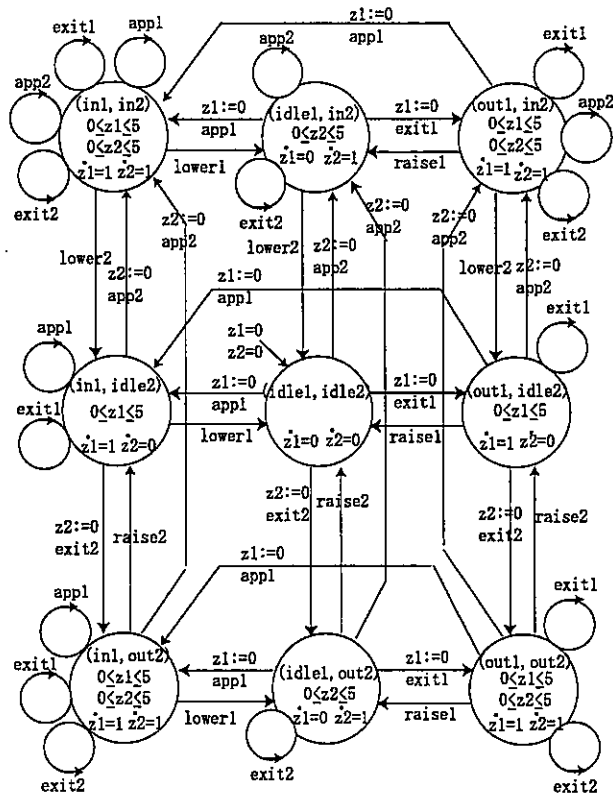 z1:=0
app1
exit1
app1
app2
exit2
(in1, in2)
0≤z1≤5
0≤z2≤5
ż1=1 ż2=1
z1:=0
app1
lower1
app2
(idle1, in2)
0≤z2≤5
ż1=0 ż2=1
exit2
z1:=0
exit1
raise1
exit1
(out1, in2)
0≤z1≤5
0≤z2≤5
ż1=1 ż2=1
app2
exit2
lower2
z2:=0
app2
z2:=0
app2
lower2
z2:=0
app2
z2:=0
app2
z2:=0
app2
lower2
z2:=0
app2
z1:=0
app1
z1=0
z2=0
app1
exit1
(in1, idle2)
0≤z1≤5
ż1=1 ż2=0
z1:=0
app1
lower1
(idle1, idle2)
ż1=0 ż2=0
z1:=0
exit1
raise1
exit1
(out1, idle2)
0≤z1≤5
ż1=1 ż2=0
z2:=0
exit2
raise2
z2:=0
exit2
raise2
z2:=0
exit2
raise2
z1:=0
app1
app1
exit1
(in1, out2)
0≤z1≤5
0≤z2≤5
ż1=1 ż2=1
exit2
z1:=0
app1
lower1
(idle1, out2)
0≤z2≤5
ż1=0 ż2=1
exit2
z1:=0
exit1
raise1
exit1
(out1, out2)
0≤z1≤5
0≤z2≤5
ż1=1 ż2=1
exit2